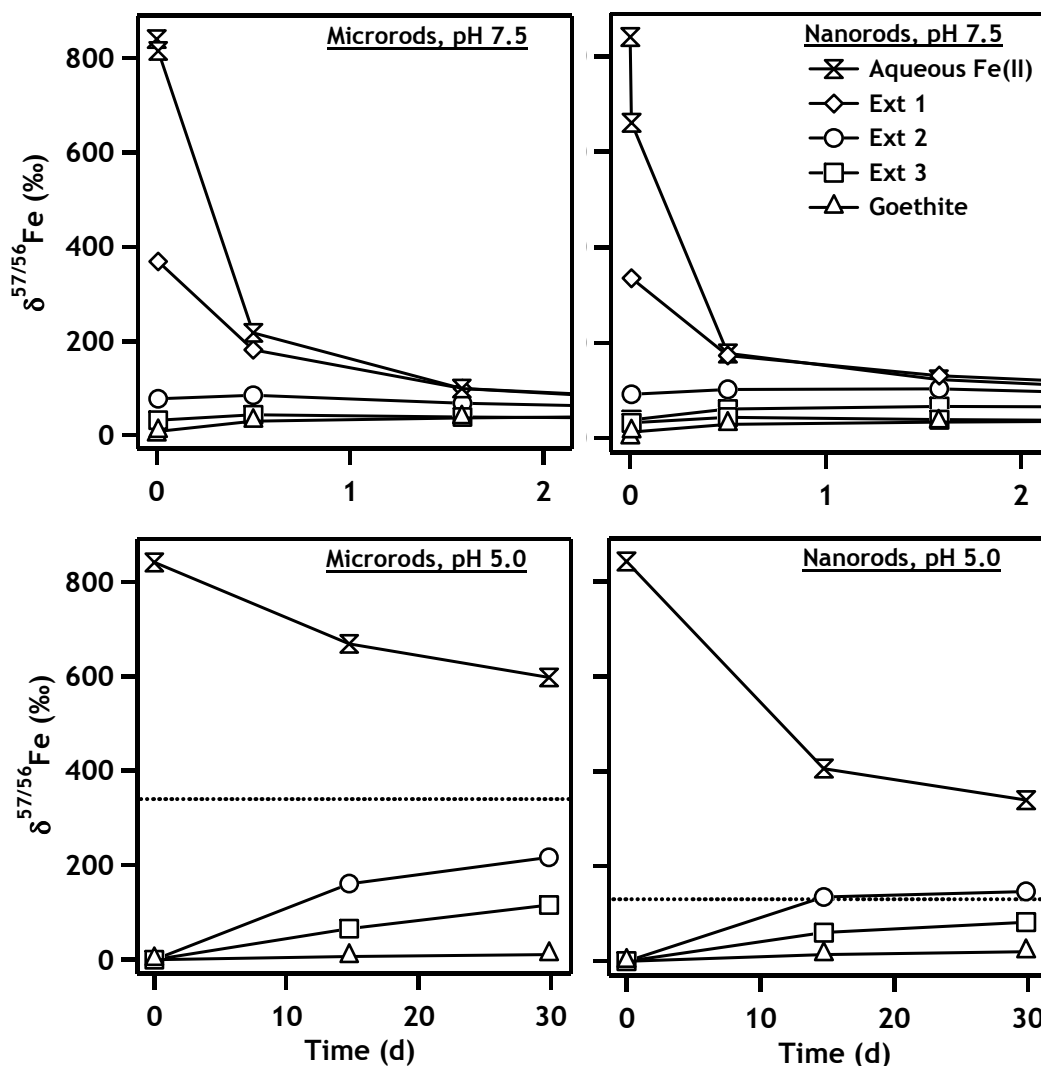 Microrods, pH 7.5
800
600
400
200
0
δ57/56Fe (‰)
0 1 2
Nanorods, pH 7.5
Aqueous Fe(II)
Ext 1
Ext 2
Ext 3
Goethite
0 1 2
Microrods, pH 5.0
800
600
400
200
0
δ57/56Fe (‰)
0 10 20 30
Time (d)
Nanorods, pH 5.0
0 10 20 30
Time (d)